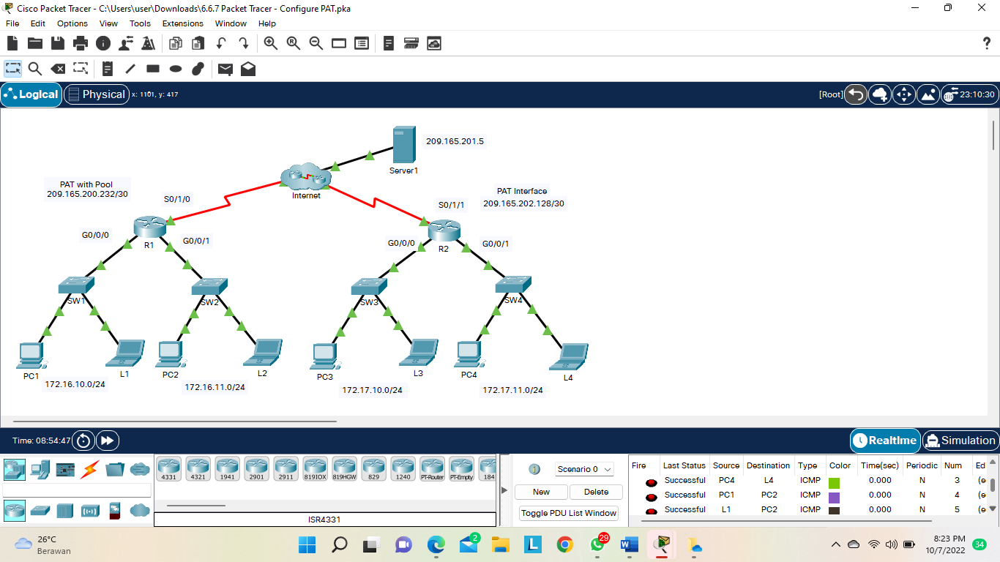 Cisco Packet Tracer - C:\Users\user\Downloads\6.6.7 Packet Tracer - Configure PAT.pka
File Edit Options View Tools Extensions Window Help
?
Logical Physical x: 1101, y: 417 [Root] 23:10:30
209.165.201.5
Server1
PAT with Pool
209.165.200.232/30
Internet
PAT Interface
209.165.202.128/30
S0/1/0
S0/1/1
G0/0/0
R1
G0/0/1
G0/0/0
R2
G0/0/1
SW1
SW2
SW3
SW4
PC1
L1
PC2
L2
PC3
L3
PC4
L4
172.16.10.0/24
172.16.11.0/24
172.17.10.0/24
172.17.11.0/24
Time: 08:54:47
Realtime Simulation
4331 4321 1941 2901 2911 819IOX 819HGW 829 1240 PT-Router PT-Empty 184
ISR4331
Scenario 0
New Delete
Toggle PDU List Window
Fire Last Status Source Destination Type Color Time(sec) Periodic Num Ed
Successful PC4 L4 ICMP 0.000 N 3 (e
Successful PC1 PC2 ICMP 0.000 N 4 (e
Successful L1 PC2 ICMP 0.000 N 5 (e
26°C
Berawan
2
L
29
W
8:23 PM
10/7/2022
34